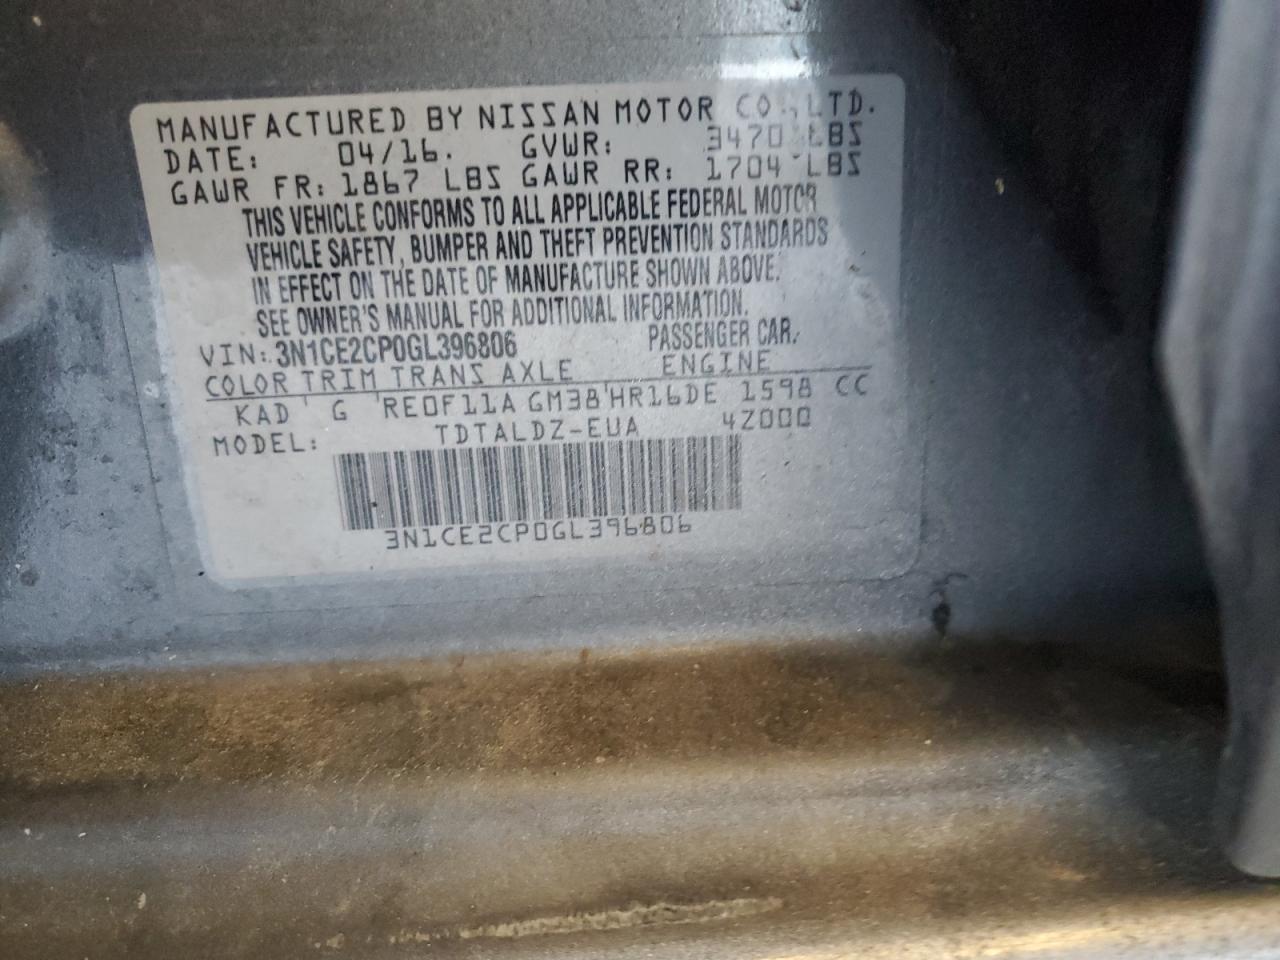 MANUFACTURED BY NISSAN MOTOR CO., LTD.
DATE: 04/16. GVWR: 3470 LBS
GAWR FR: 1867 LBS GAWR RR: 1704 LBS
THIS VEHICLE CONFORMS TO ALL APPLICABLE FEDERAL MOTOR
VEHICLE SAFETY, BUMPER AND THEFT PREVENTION STANDARDS
IN EFFECT ON THE DATE OF MANUFACTURE SHOWN ABOVE.
SEE OWNER'S MANUAL FOR ADDITIONAL INFORMATION.
VIN: 3N1CE2CP0GL396806 PASSENGER CAR.
COLOR TRIM TRANS AXLE ENGINE
KAD G RE0F11A GM38 HR16DE 1598 CC
MODEL: TDTALDZ-EUA 4Z000
3N1CE2CP0GL396806